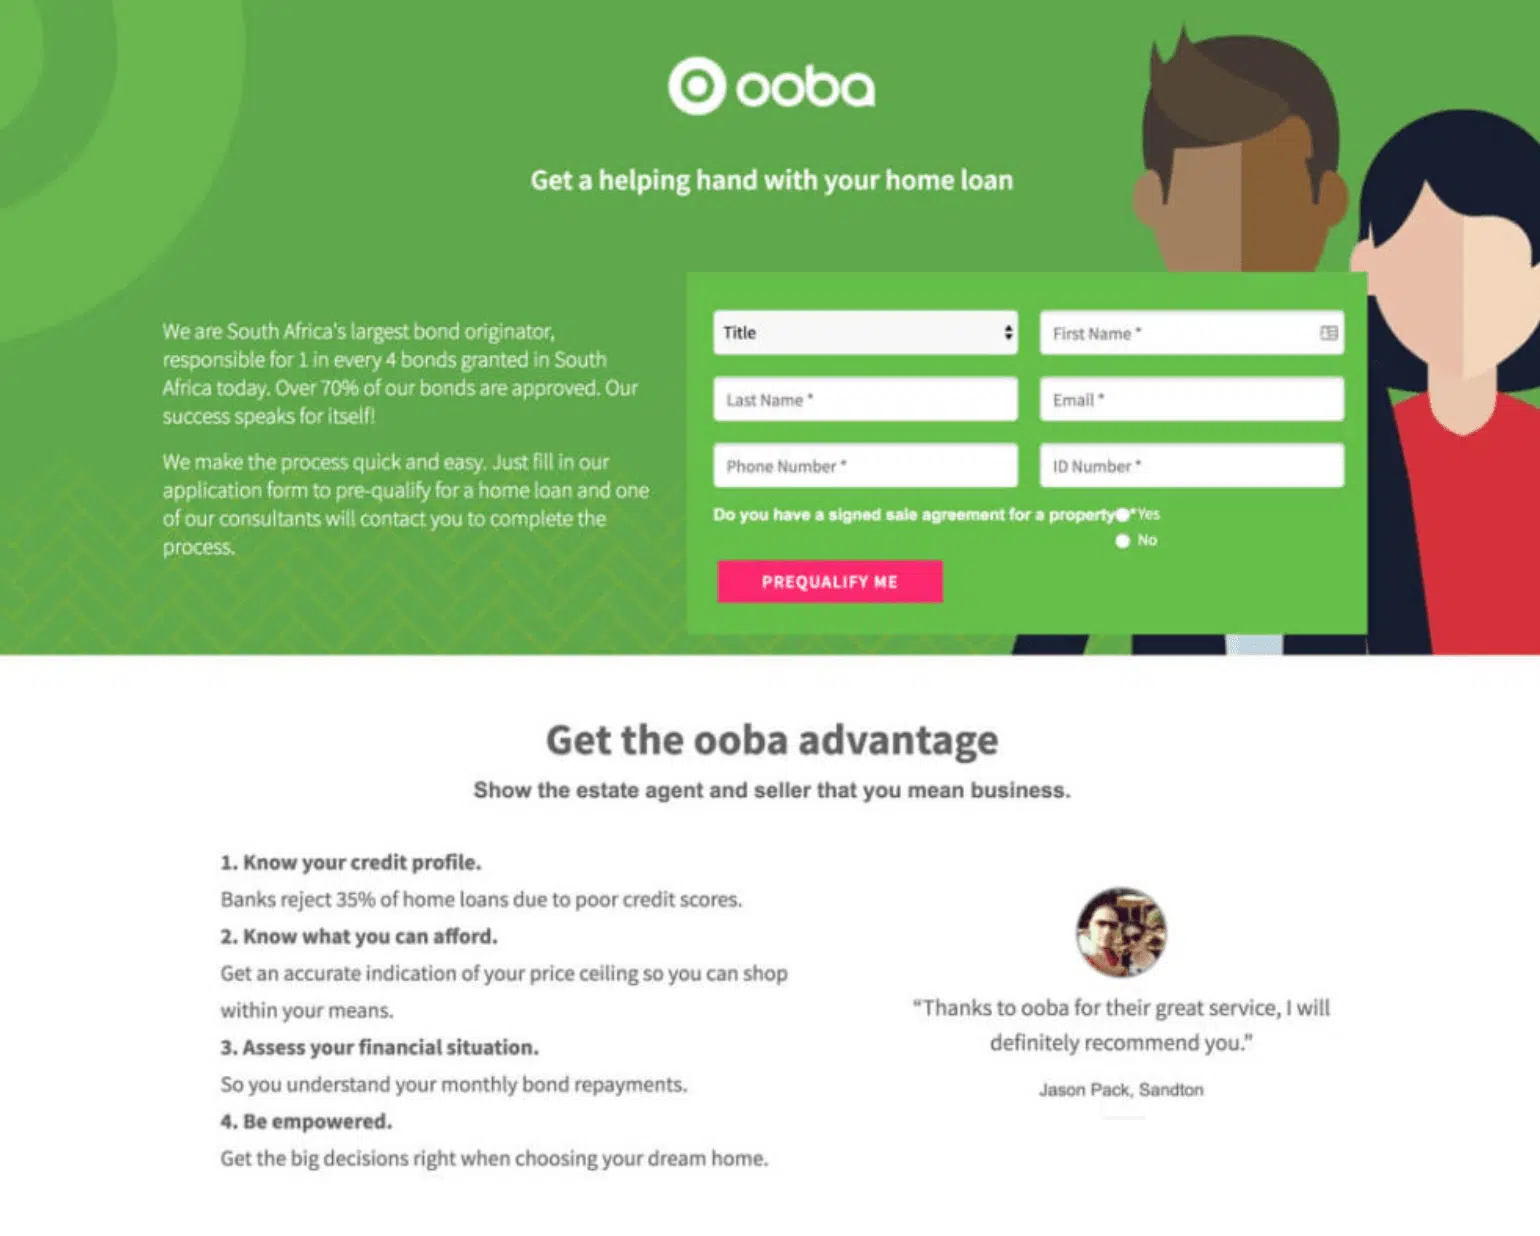 ooba
Get a helping hand with your home loan
We are South Africa's largest bond originator,
responsible for 1 in every 4 bonds granted in South
Africa today. Over 70% of our bonds are approved. Our
success speaks for itself!
We make the process quick and easy. Just fill in our
application form to pre-qualify for a home loan and one
of our consultants will contact you to complete the
process.
Title
First Name *
Last Name *
Email *
Phone Number *
ID Number *
Do you have a signed sale agreement for a property * Yes
No
PREQUALIFY ME
Get the ooba advantage
Show the estate agent and seller that you mean business.
1. Know your credit profile.
Banks reject 35% of home loans due to poor credit scores.
2. Know what you can afford.
Get an accurate indication of your price ceiling so you can shop
within your means.
3. Assess your financial situation.
So you understand your monthly bond repayments.
4. Be empowered.
Get the big decisions right when choosing your dream home.
“Thanks to ooba for their great service, I will
definitely recommend you.”
Jason Pack, Sandton